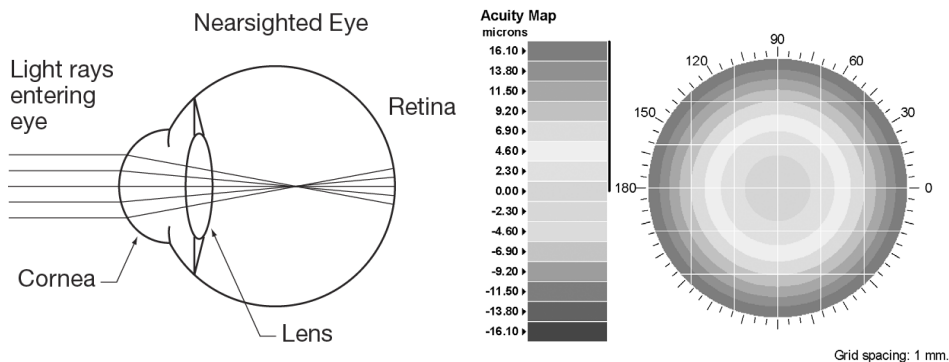 Nearsighted Eye
Light rays
entering
eye
Retina
Cornea
Lens
Acuity Map
microns
16.10
13.80
11.50
9.20
6.90
4.60
2.30
0.00
-2.30
-4.60
-6.90
-9.20
-11.50
-13.80
-16.10
90
120
60
150
30
180
0
Grid spacing: 1 mm.